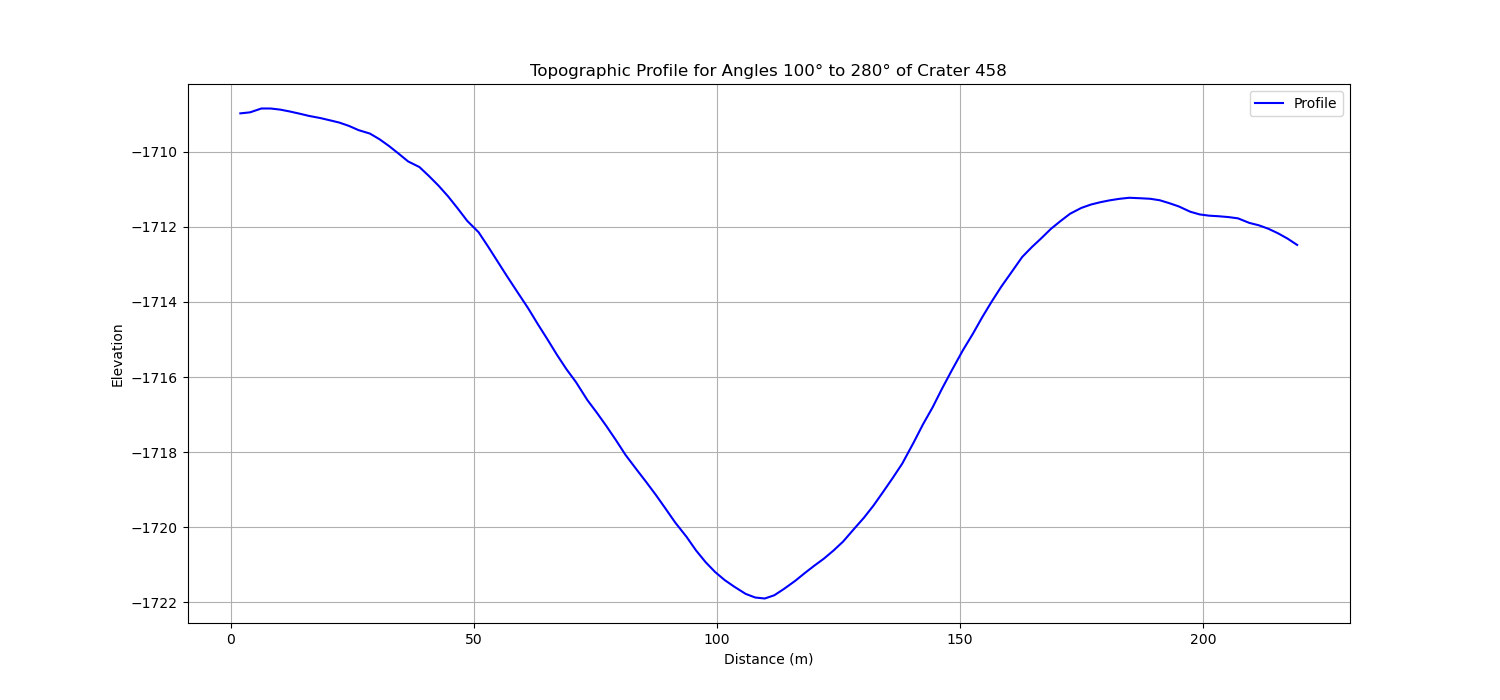 Topographic Profile for Angles 100° to 280° of Crater 458
Profile
−1710
−1712
−1714
−1716
−1718
−1720
−1722
Elevation
0 50 100 150 200
Distance (m)